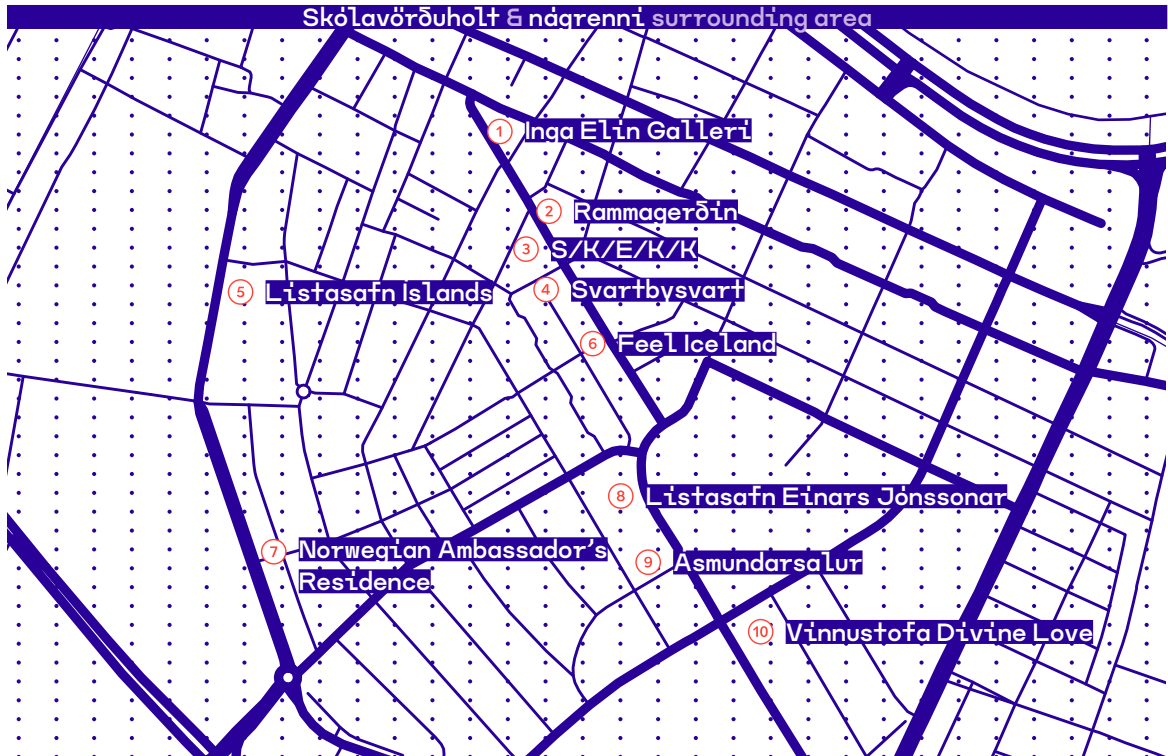 Skólavörðuholt & nágrenni surrounding area
1 Inga Elín Gallerí
2 Rammagerðin
3 S/K/E/K/K
4 Svartbysvart
5 Listasafn Íslands
6 Feel Iceland
7 Norwegian Ambassador’s
Residence
8 Listasafn Einars Jónssonar
9 Ásmundarsalur
10 Vinnustofa Divine Love